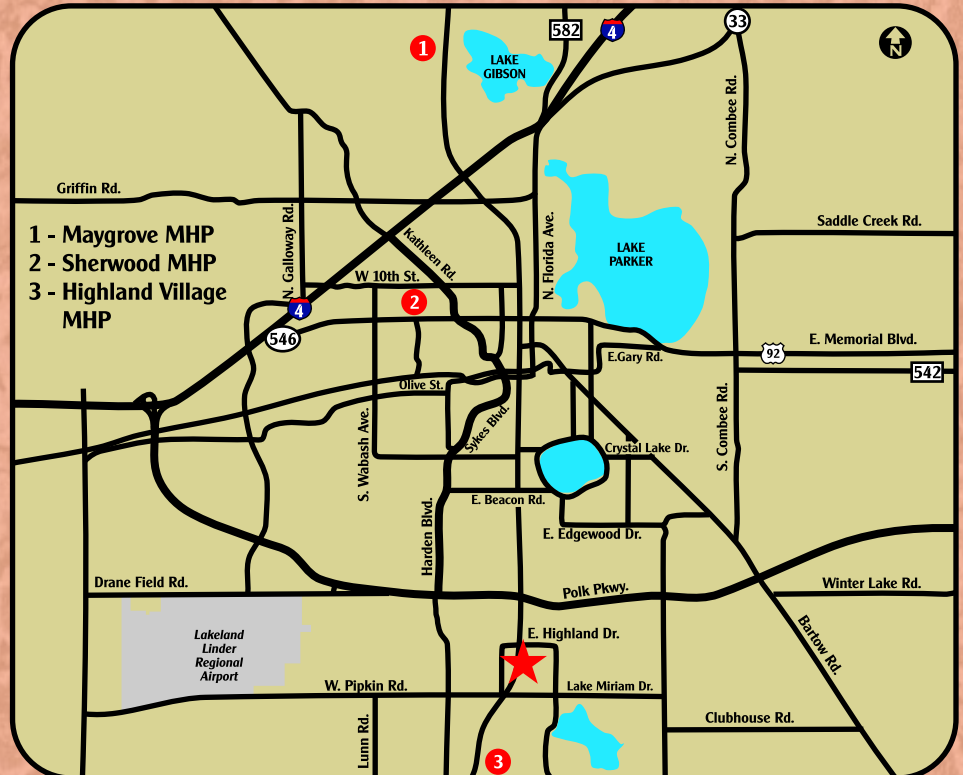 582
4
33
1
LAKE
GIBSON
N
N. Combee Rd.
Griffin Rd.
1 - Maygrove MHP
2 - Sherwood MHP
3 - Highland Village
MHP
N. Galloway Rd.
Kathleen Rd.
N. Florida Ave.
LAKE
PARKER
Saddle Creek Rd.
W 10th St.
2
4
546
E. Memorial Blvd.
92
E.Gary Rd.
542
Olive St.
S. Wabash Ave.
Sykes Blvd.
S. Combee Rd.
Crystal Lake Dr.
E. Beacon Rd.
Harden Blvd.
E. Edgewood Dr.
Drane Field Rd.
Polk Pkwy.
Winter Lake Rd.
Lakeland
Linder
Regional
Airport
E. Highland Dr.
Bartow Rd.
W. Pipkin Rd.
Lake Miriam Dr.
Clubhouse Rd.
Lunn Rd.
3